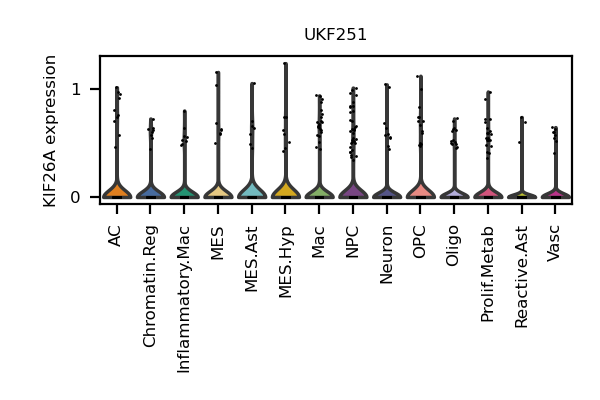 UKF251
KIF26A expression
1
0
AC
Chromatin.Reg
Inflammatory.Mac
MES
MES.Ast
MES.Hyp
Mac
NPC
Neuron
OPC
Oligo
Prolif.Metab
Reactive.Ast
Vasc